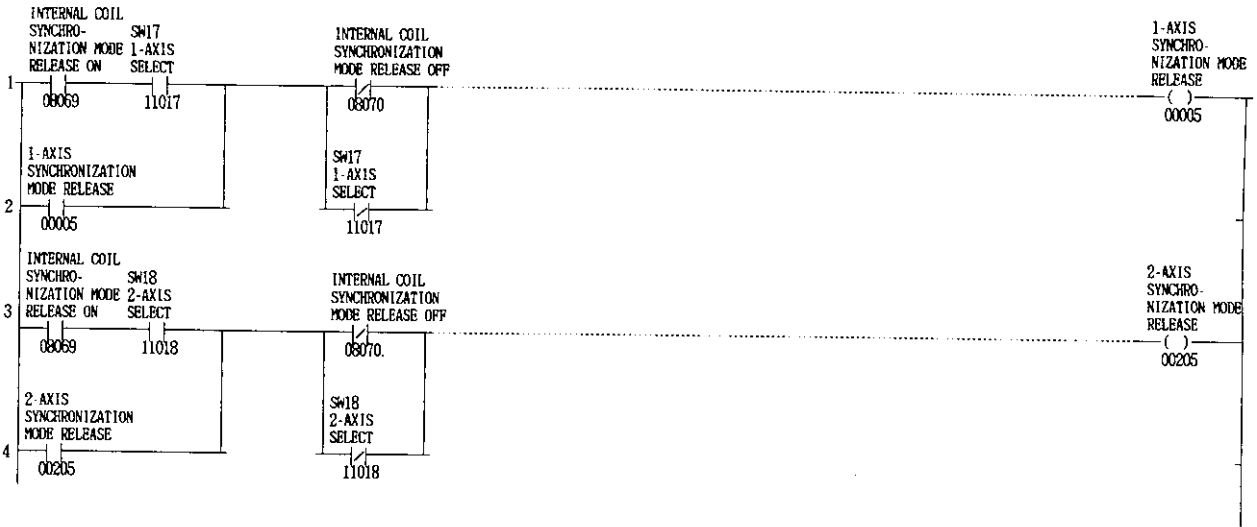 INTERNAL COIL
SYNCHRO-
NIZATION MODE
RELEASE ON
SW17
1-AXIS
SELECT
INTERNAL COIL
SYNCHRONIZATION
MODE RELEASE OFF
1-AXIS
SYNCHRO-
NIZATION MODE
RELEASE
1
08069
11017
08070
( )
00005
1-AXIS
SYNCHRONIZATION
MODE RELEASE
SW17
1-AXIS
SELECT
2
00005
11017
INTERNAL COIL
SYNCHRO-
NIZATION MODE
RELEASE ON
SW18
2-AXIS
SELECT
INTERNAL COIL
SYNCHRONIZATION
MODE RELEASE OFF
2-AXIS
SYNCHRO-
NIZATION MODE
RELEASE
3
08069
11018
08070.
( )
00205
2-AXIS
SYNCHRONIZATION
MODE RELEASE
SW18
2-AXIS
SELECT
4
00205
11018